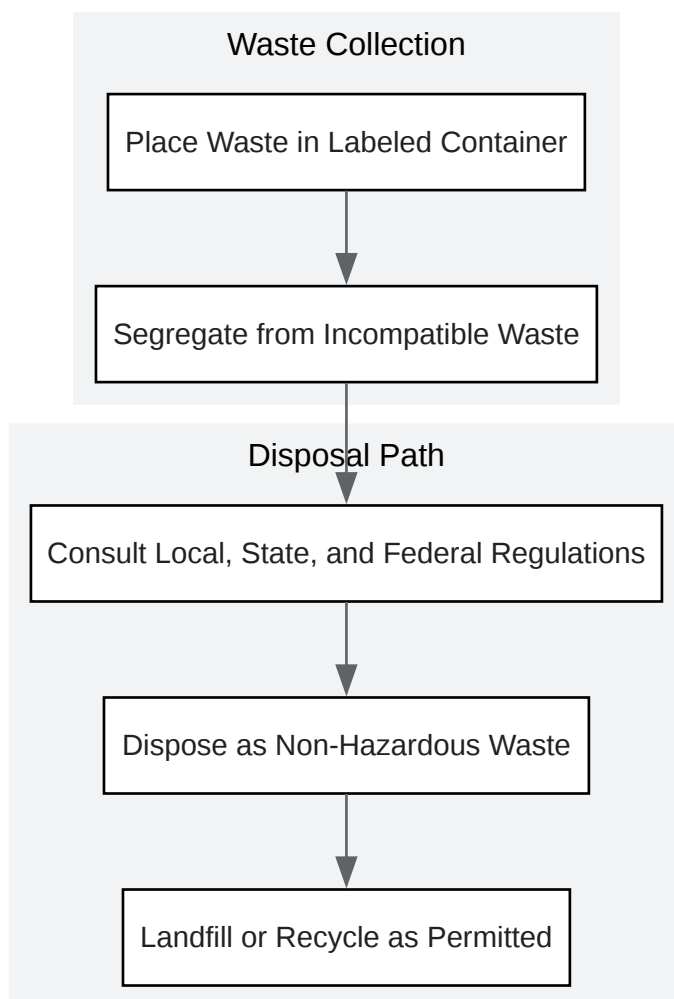 Waste Collection
Place Waste in Labeled Container
Segregate from Incompatible Waste
Disposal Path
Consult Local, State, and Federal Regulations
Dispose as Non-Hazardous Waste
Landfill or Recycle as Permitted